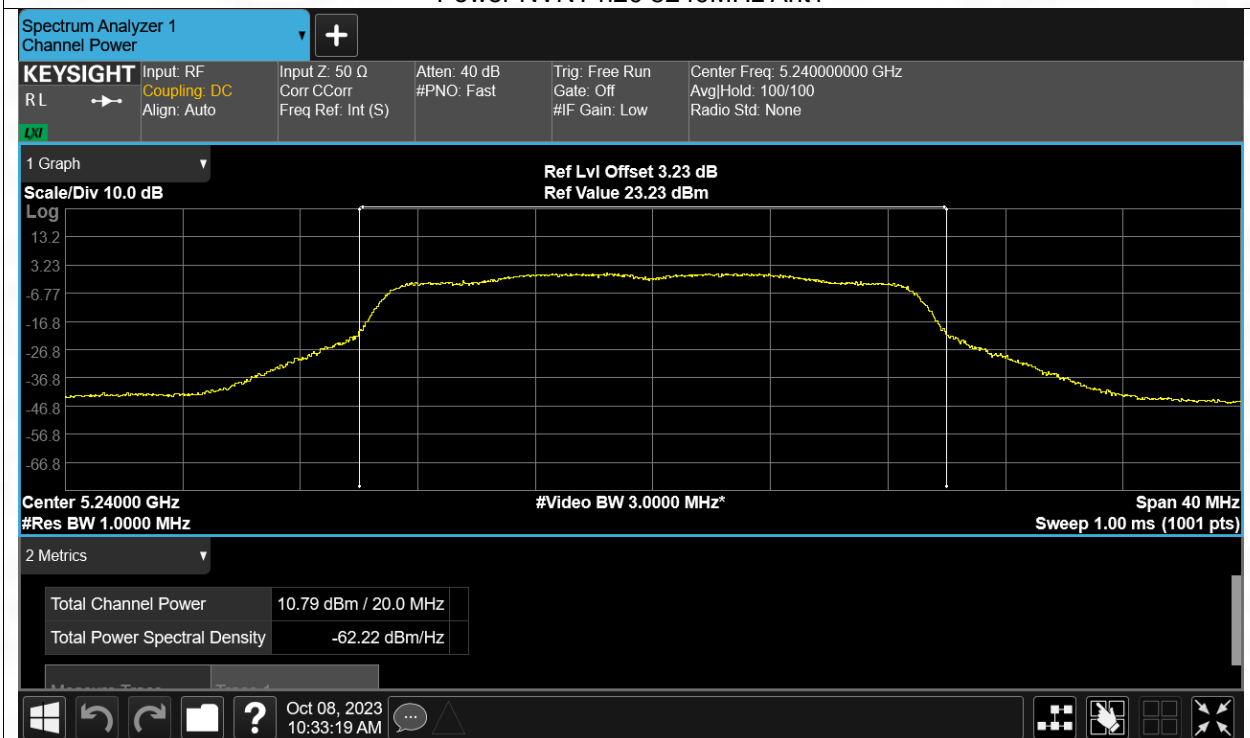 Spectrum Analyzer 1
Channel Power
+
KEYSIGHT Input: RF Input Z: 50 Ω Atten: 40 dB Trig: Free Run Center Freq: 5.240000000 GHz
RL Coupling: DC Corr CCorr #PNO: Fast Gate: Off Avg|Hold: 100/100
Align: Auto Freq Ref: Int (S) #IF Gain: Low Radio Std: None
LXI
1 Graph
Ref Lvl Offset 3.23 dB
Scale/Div 10.0 dB Ref Value 23.23 dBm
Log
13.2
3.23
-6.77
-16.8
-26.8
-36.8
-46.8
-56.8
-66.8
Center 5.24000 GHz #Video BW 3.0000 MHz* Span 40 MHz
#Res BW 1.0000 MHz Sweep 1.00 ms (1001 pts)
2 Metrics
Total Channel Power 10.79 dBm / 20.0 MHz
Total Power Spectral Density -62.22 dBm/Hz
? Oct 08, 2023
10:33:19 AM